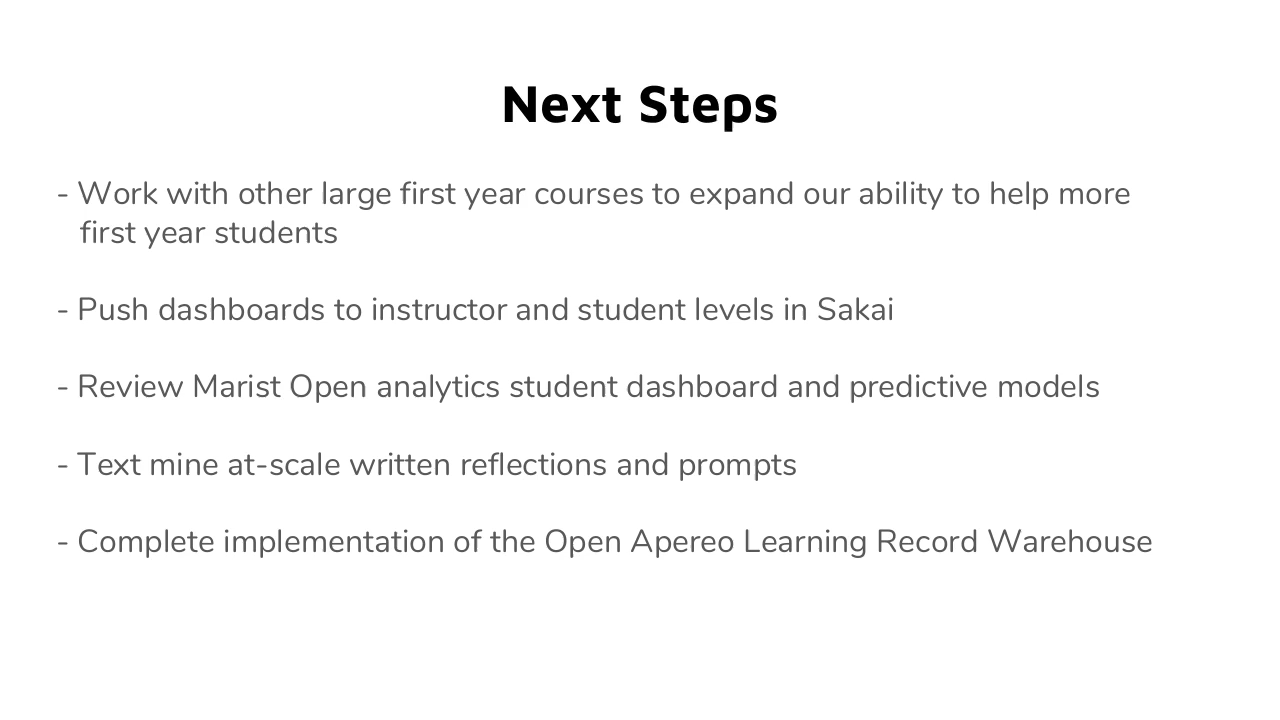 Next Steps
- Work with other large first year courses to expand our ability to help more
first year students
- Push dashboards to instructor and student levels in Sakai
- Review Marist Open analytics student dashboard and predictive models
- Text mine at-scale written reflections and prompts
- Complete implementation of the Open Apereo Learning Record Warehouse